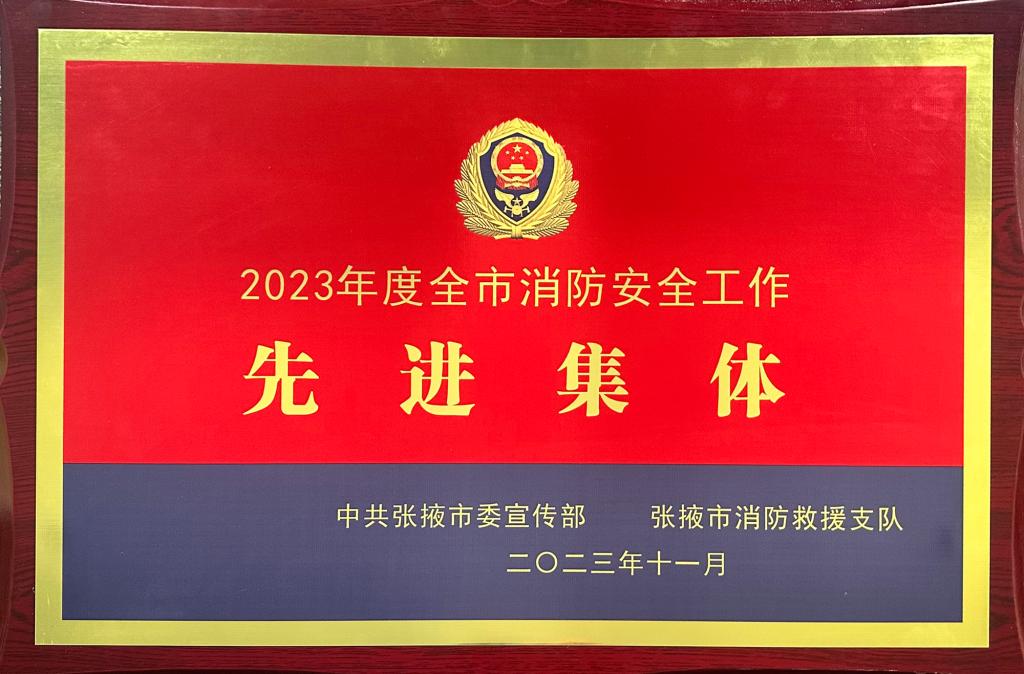 2023年度全市消防安全工作
先进集体
中共张掖市委宣传部 张掖市消防救援支队
二〇二三年十一月